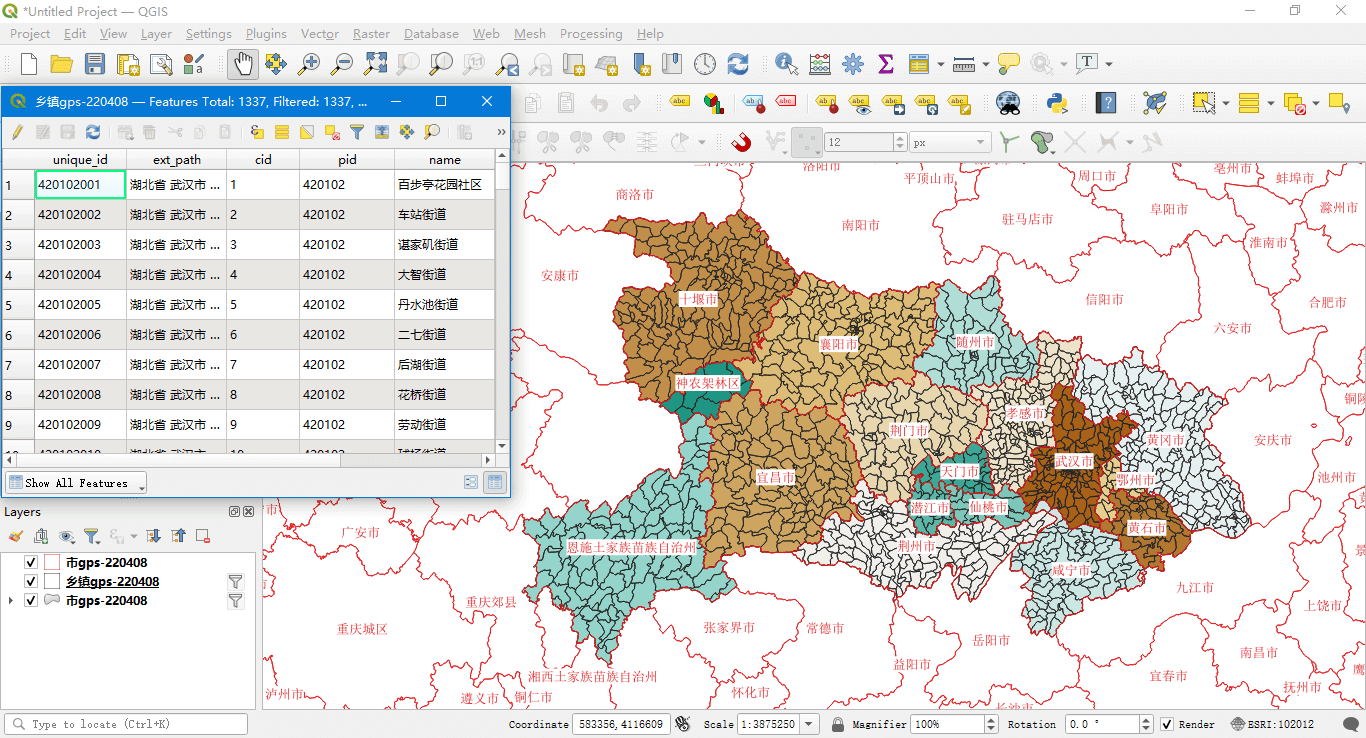 *Untitled Project — QGIS
Project Edit View Layer Settings Plugins Vector Raster Database Web Mesh Processing Help
乡镇gps-220408 — Features Total: 1337, Filtered: 1337, ...
unique_id ext_path cid pid name
1 420102001 湖北省 武汉市 ... 1 420102 百步亭花园社区
2 420102002 湖北省 武汉市 ... 2 420102 车站街道
3 420102003 湖北省 武汉市 ... 3 420102 谌家矶街道
4 420102004 湖北省 武汉市 ... 4 420102 大智街道
5 420102005 湖北省 武汉市 ... 5 420102 丹水池街道
6 420102006 湖北省 武汉市 ... 6 420102 二七街道
7 420102007 湖北省 武汉市 ... 7 420102 后湖街道
8 420102008 湖北省 武汉市 ... 8 420102 花桥街道
9 420102009 湖北省 武汉市 ... 9 420102 劳动街道
Show All Features
12 px
Layers
市gps-220408
乡镇gps-220408
市gps-220408
洛阳市
亳州市
商洛市
平顶山市
周口市
蚌埠市
南阳市
驻马店市
阜阳市
滁州市
淮南市
安康市
十堰市
信阳市
合肥市
六安市
襄阳市
随州市
神农架林区
孝感市
荆门市
黄冈市
安庆市
武汉市
天门市
宜昌市
鄂州市
池州市
潜江市
仙桃市
黄石市
广安市
恩施土家族苗族自治州
荆州市
咸宁市
九江市
重庆郊县
上饶市
重庆城区
张家界市
常德市
岳阳市
南昌市
益阳市
湘西土家族苗族自治州
宜春市
抚州市
泸州市
遵义市
铜仁市
怀化市
Type to locate (Ctrl+K)
Coordinate 583356,4116609 Scale 1:3875250 Magnifier 100% Rotation 0.0 ° Render ESRI:102012